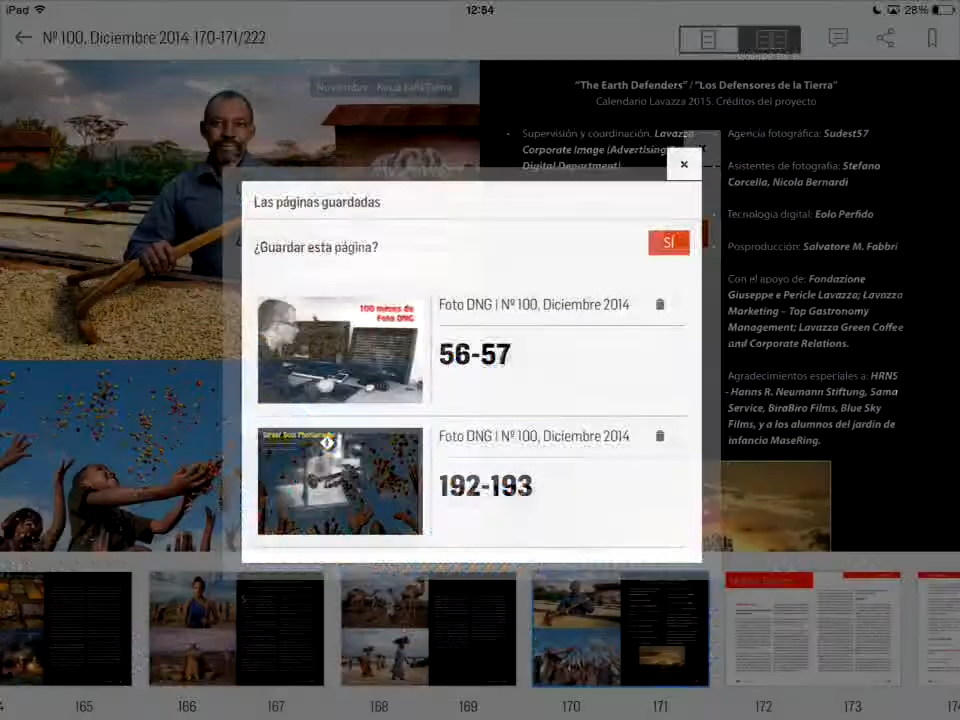 iPad
12:54
28%
Nº 100, Diciembre 2014 170-171/222
"The Earth Defenders" / "Los Defensores de la Tierra"
Calendario Lavazza 2015. Créditos del proyecto
• Supervisión y coordinación. Lavazza
Corporate Image (Advertising
Digital Department)
Agencia fotográfica: Sudest57
Asistentes de fotografía: Stefano
Corcella, Nicola Bernardi
Tecnología digital: Eolo Perfido
Posproducción: Salvatore M. Fabbri
Con el apoyo de: Fondazione
Giuseppe e Pericle Lavazza; Lavazza
Marketing – Top Gastronomy
Management; Lavazza Green Coffee
and Corporate Relations.
Agradecimientos especiales a: HRNS
- Hanns R. Neumann Stiftung, Sama
Service, BiraBiro Films, Blue Sky
Films, y a los alumnos del jardín de
infancia MaseRing.
×
Las páginas guardadas
¿Guardar esta página?
SÍ
100 meses de
Foto DNG
Foto DNG | Nº 100, Diciembre 2014
56-57
Foto DNG | Nº 100, Diciembre 2014
192-193
165
166
167
168
169
170
171
172
173